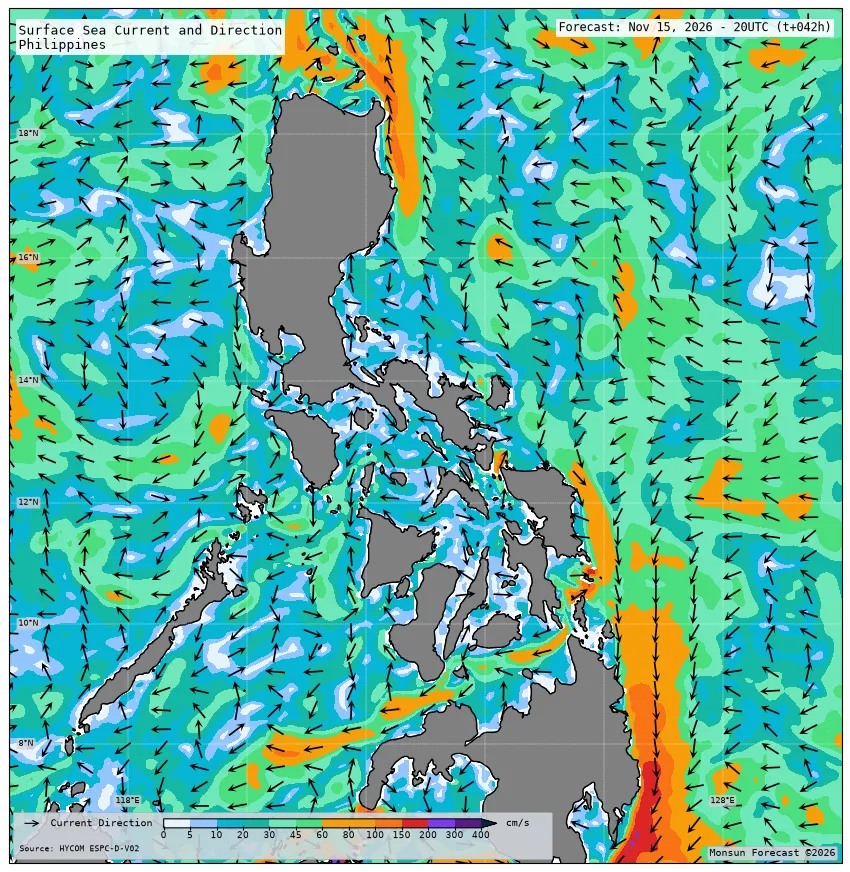 Surface Sea Current and Direction
Philippines
Forecast: Nov 15, 2026 - 20UTC (t+042h)
18°N
16°N
14°N
12°N
10°N
8°N
118°E
128°E
Current Direction
0 5 10 20 30 45 60 80 100 150 200 300 400
cm/s
Source: HYCOM ESPC-D-V02
Monsun Forecast ©2026